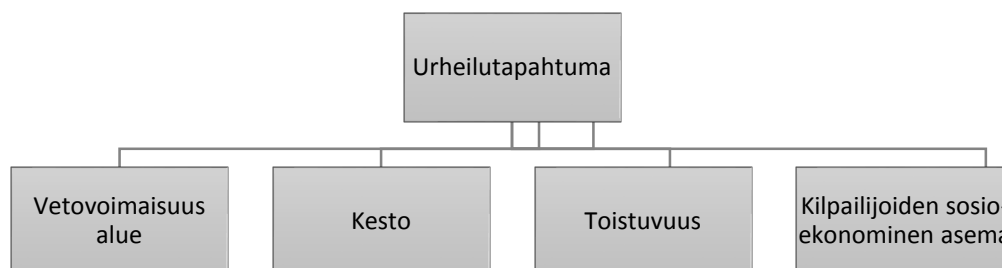 Urheilutapahtuma
Vetovoimaisuus
alue
Kesto
Toistuvuus
Kilpailijoiden sosio-
ekonominen asema